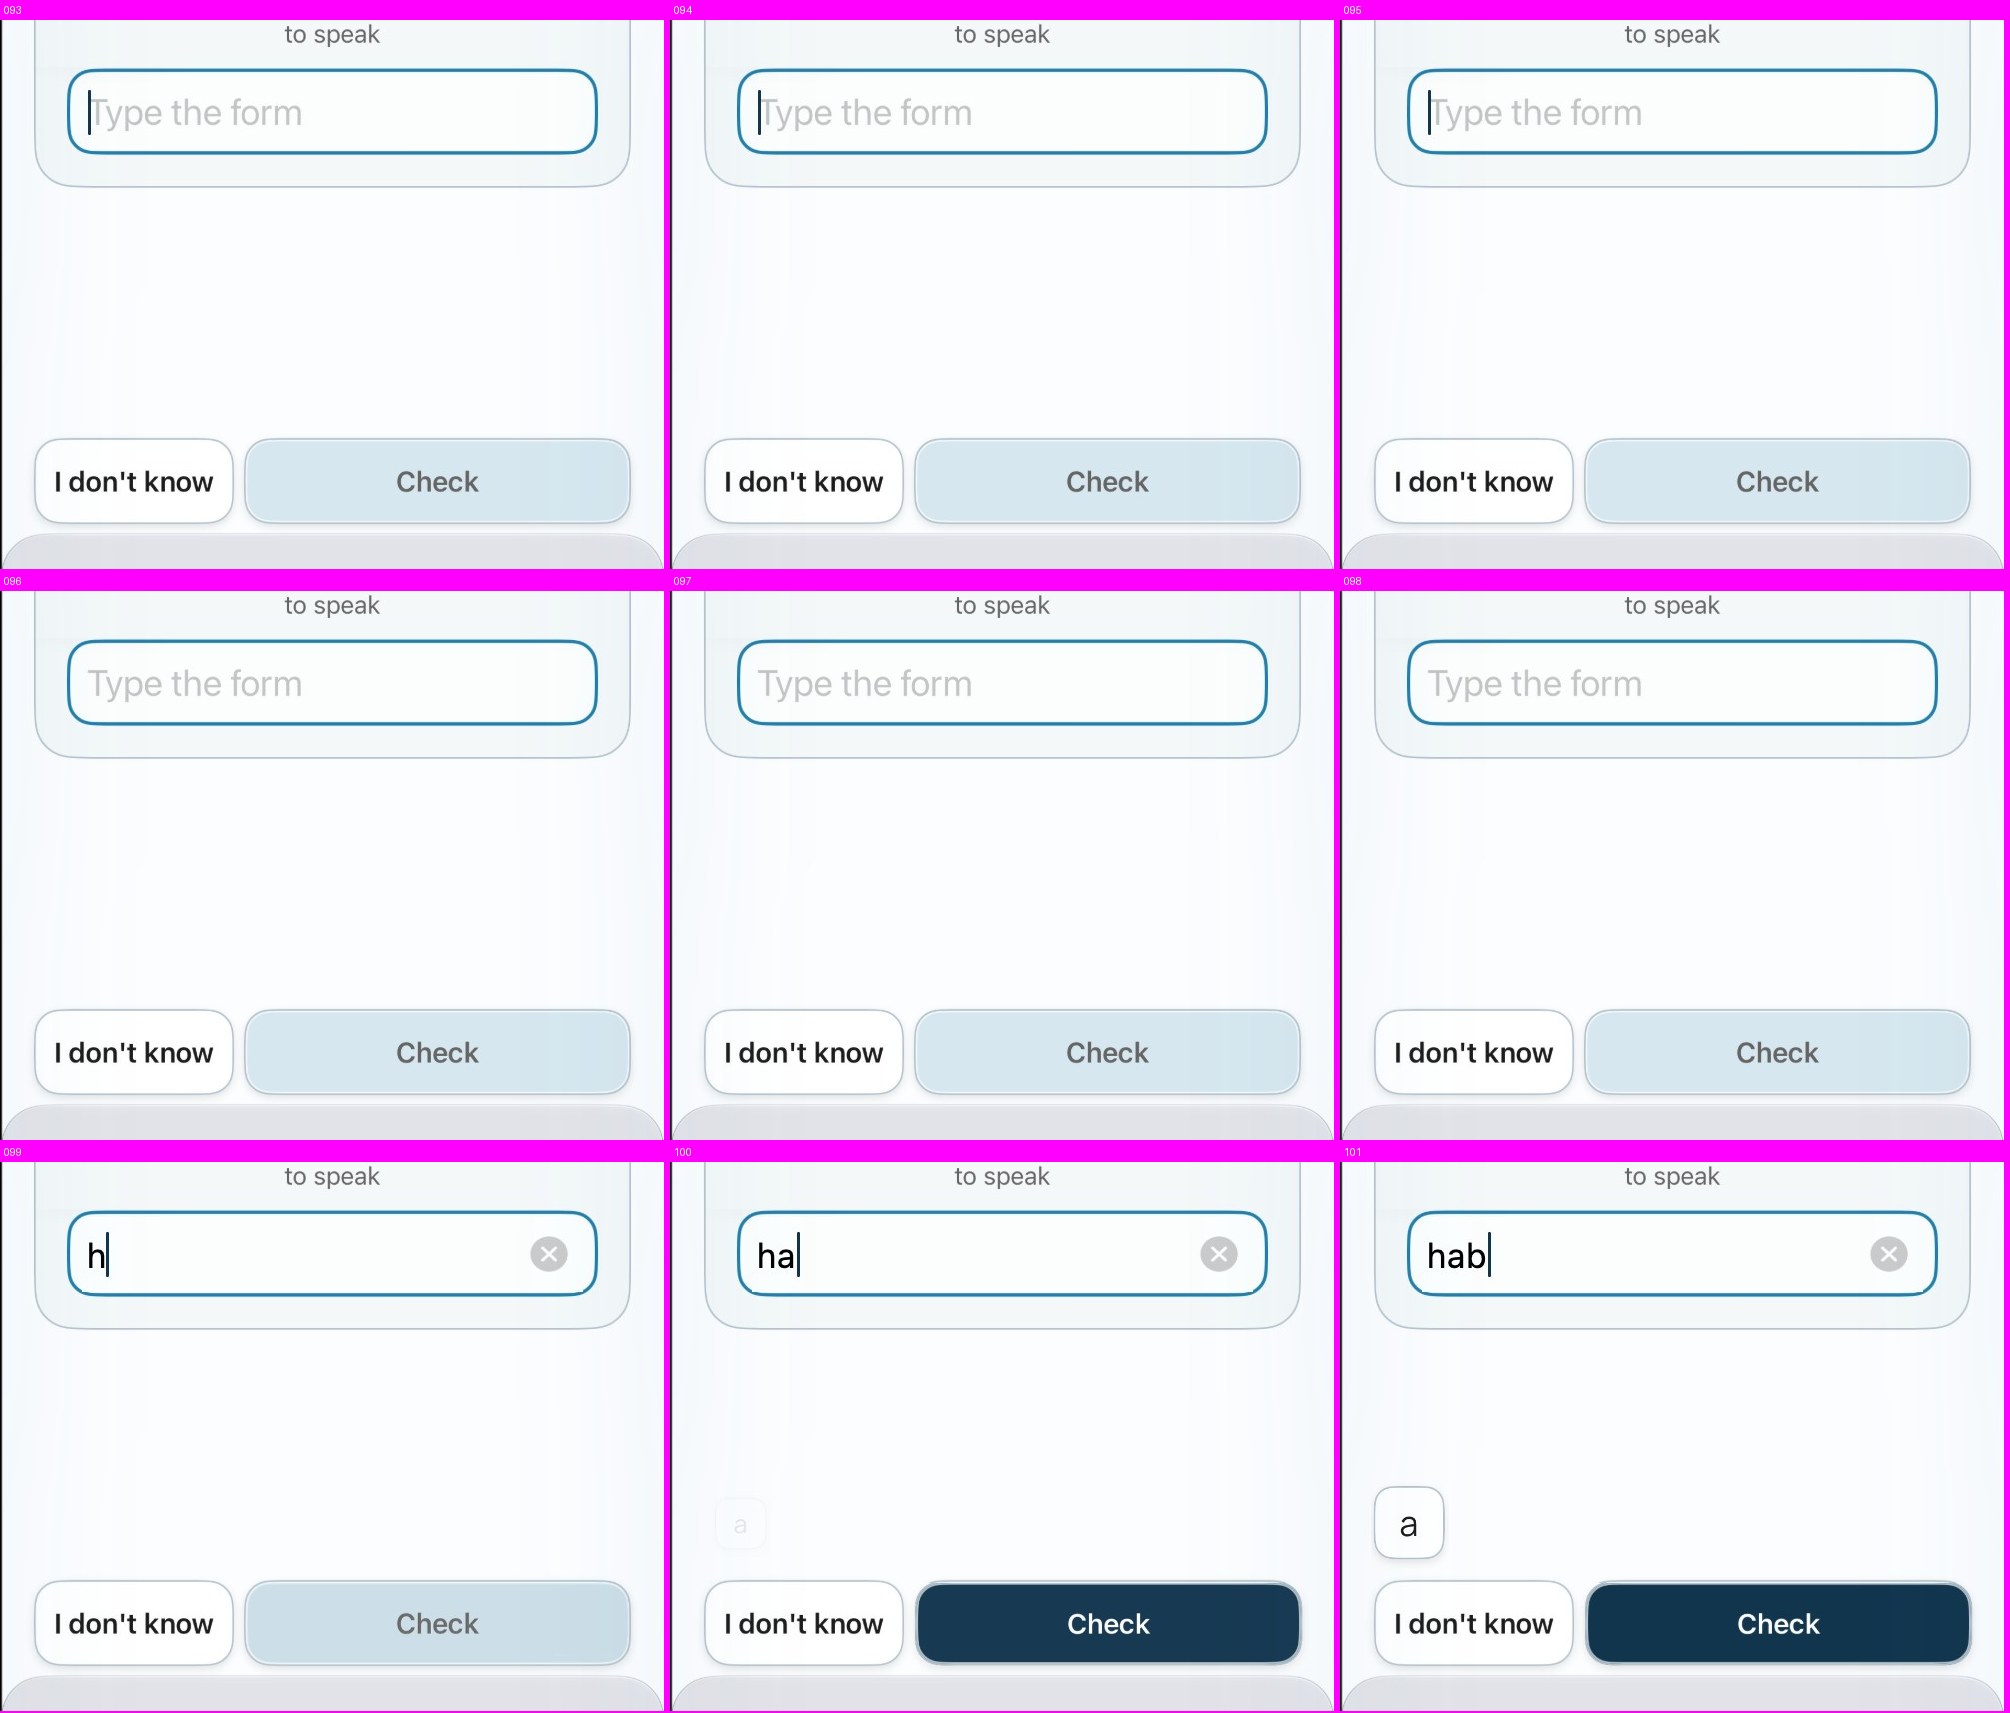 093
094
095
to speak
to speak
to speak
Type the form
Type the form
Type the form
I don't know
Check
I don't know
Check
I don't know
Check
096
097
098
to speak
to speak
to speak
Type the form
Type the form
Type the form
I don't know
Check
I don't know
Check
I don't know
Check
099
100
101
to speak
to speak
to speak
h
ha
hab
a
a
I don't know
Check
I don't know
Check
I don't know
Check